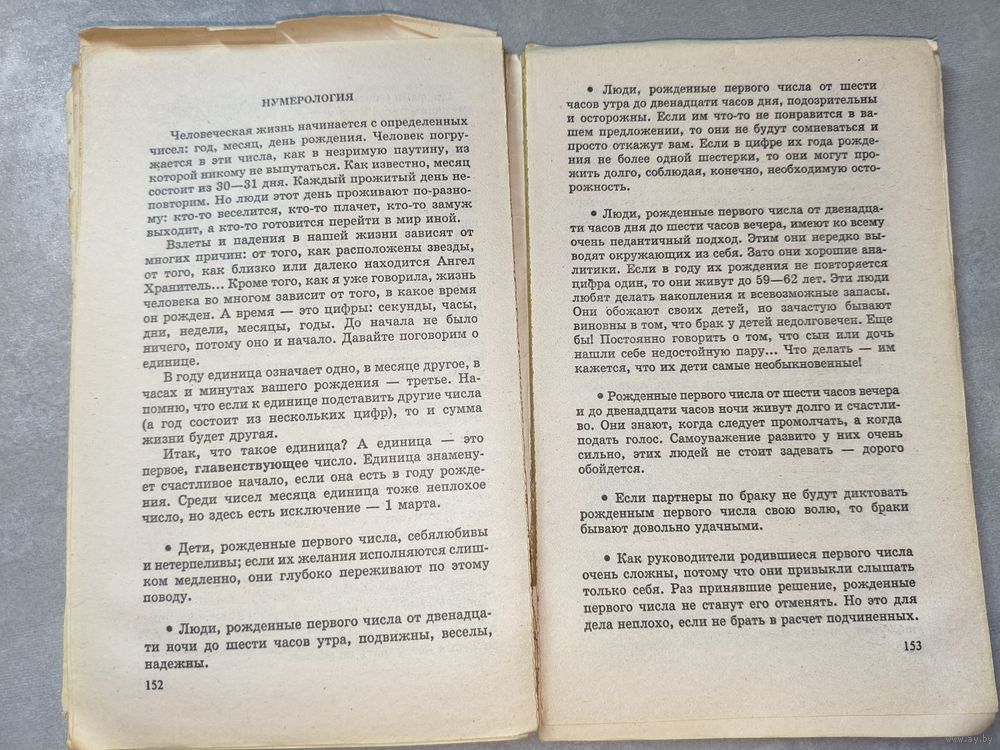 НУМЕРОЛОГИЯ
Человеческая жизнь начинается с определенных
чисел: год, месяц, день рождения. Человек погру-
жается в эти числа, как в незримую паутину, из
которой никому не выпутаться. Как известно, месяц
состоит из 30—31 дня. Каждый прожитый день не-
повторим. Но люди этот день проживают по-разно-
му: кто-то веселится, кто-то плачет, кто-то замуж
выходит, а кто-то готовится перейти в мир иной.
Взлеты и падения в нашей жизни зависят от
многих причин: от того, как расположены звезды,
от того, как близко или далеко находится Ангел
Хранитель... Кроме того, как я уже говорила, жизнь
человека во многом зависит от того, в какое время
он рожден. А время — это цифры: секунды, часы,
дни, недели, месяцы, годы. До начала не было
ничего, потому оно и начало. Давайте поговорим о
единице.
В году единица означает одно, в месяце другое, в
часах и минутах вашего рождения — третье. На-
помню, что если к единице подставить другие числа
(а год состоит из нескольких цифр), то и сумма
жизни будет другая.
Итак, что такое единица? А единица — это
первое, главенствующее число. Единица знамену-
ет счастливое начало, если она есть в году рожде-
ния. Среди чисел месяца единица тоже неплохое
число, но здесь есть исключение — 1 марта.
• Дети, рожденные первого числа, себялюбивы
и нетерпеливы; если их желания исполняются слиш-
ком медленно, они глубоко переживают по этому
поводу.
• Люди, рожденные первого числа от двенадца-
ти ночи до шести часов утра, подвижны, веселы,
надежны.
152
• Люди, рожденные первого числа от шести
часов утра до двенадцати часов дня, подозрительны
и осторожны. Если им что-то не понравится в ва-
шем предложении, то они не будут сомневаться и
просто откажут вам. Если в цифре их года рожде-
ния не более одной шестерки, то они могут про-
жить долго, соблюдая, конечно, необходимую осто-
рожность.
• Люди, рожденные первого числа от двенадца-
ти часов дня до шести часов вечера, имеют ко всему
очень педантичный подход. Этим они нередко вы-
водят окружающих из себя. Зато они хорошие ана-
литики. Если в году их рождения не повторяется
цифра один, то они живут до 59—62 лет. Эти люди
любят делать накопления и всевозможные запасы.
Они обожают своих детей, но зачастую бывают
виновны в том, что брак у детей недолговечен. Еще
бы! Постоянно говорить о том, что сын или дочь
нашли себе недостойную пару... Что делать — им
кажется, что их дети самые необыкновенные!
• Рожденные первого числа от шести часов вечера
и до двенадцати часов ночи живут долго и счастли-
во. Они знают, когда следует промолчать, а когда
подать голос. Самоуважение развито у них очень
сильно, этих людей не стоит задевать — дорого
обойдется.
• Если партнеры по браку не будут диктовать
рожденным первого числа свою волю, то браки
бывают довольно удачными.
• Как руководители родившиеся первого числа
очень сложны, потому что они привыкли слышать
только себя. Раз принявшие решение, рожденные
первого числа не станут его отменять. Но это для
дела неплохо, если не брать в расчет подчиненных.
153
www.ay.by